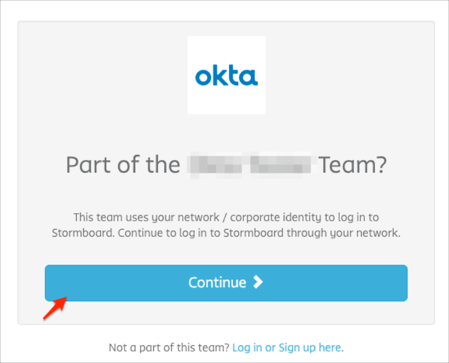 okta
Part of the Team?
This team uses your network / corporate identity to log in to
Stormboard. Continue to log in to Stormboard through your network.
Continue
Not a part of this team? Log in or Sign up here.